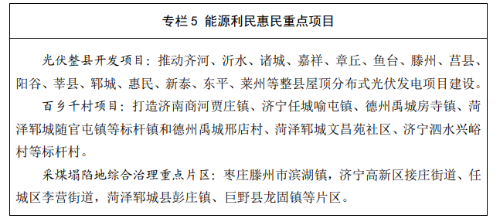 专栏 5 能源利民惠民重点项目
光伏整县开发项目：推动齐河、沂水、诸城、嘉祥、章丘、鱼台、滕州、莒县、
阳谷、莘县、郓城、惠民、新泰、东平、莱州等整县屋顶分布式光伏发电项目建设。
百乡千村项目：打造济南商河贾庄镇、济宁任城喻屯镇、德州禹城房寺镇、菏
泽郓城随官屯镇等标杆镇和德州禹城邢店村、菏泽郓城文昌苑社区、济宁泗水兴峪
村等标杆村。
采煤塌陷地综合治理重点片区：枣庄滕州市滨湖镇，济宁高新区接庄街道、任
城区李营街道，菏泽郓城县彭庄镇、巨野县龙固镇等片区。